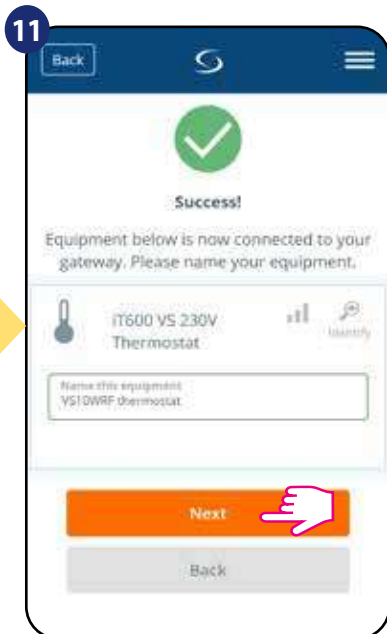 11
Back
Success!
Equipment below is now connected to your
gateway. Please name your equipment.
iT600 VS 230V
Thermostat
Identify
Name this equipment
VS10WRF thermostat
Next
Back